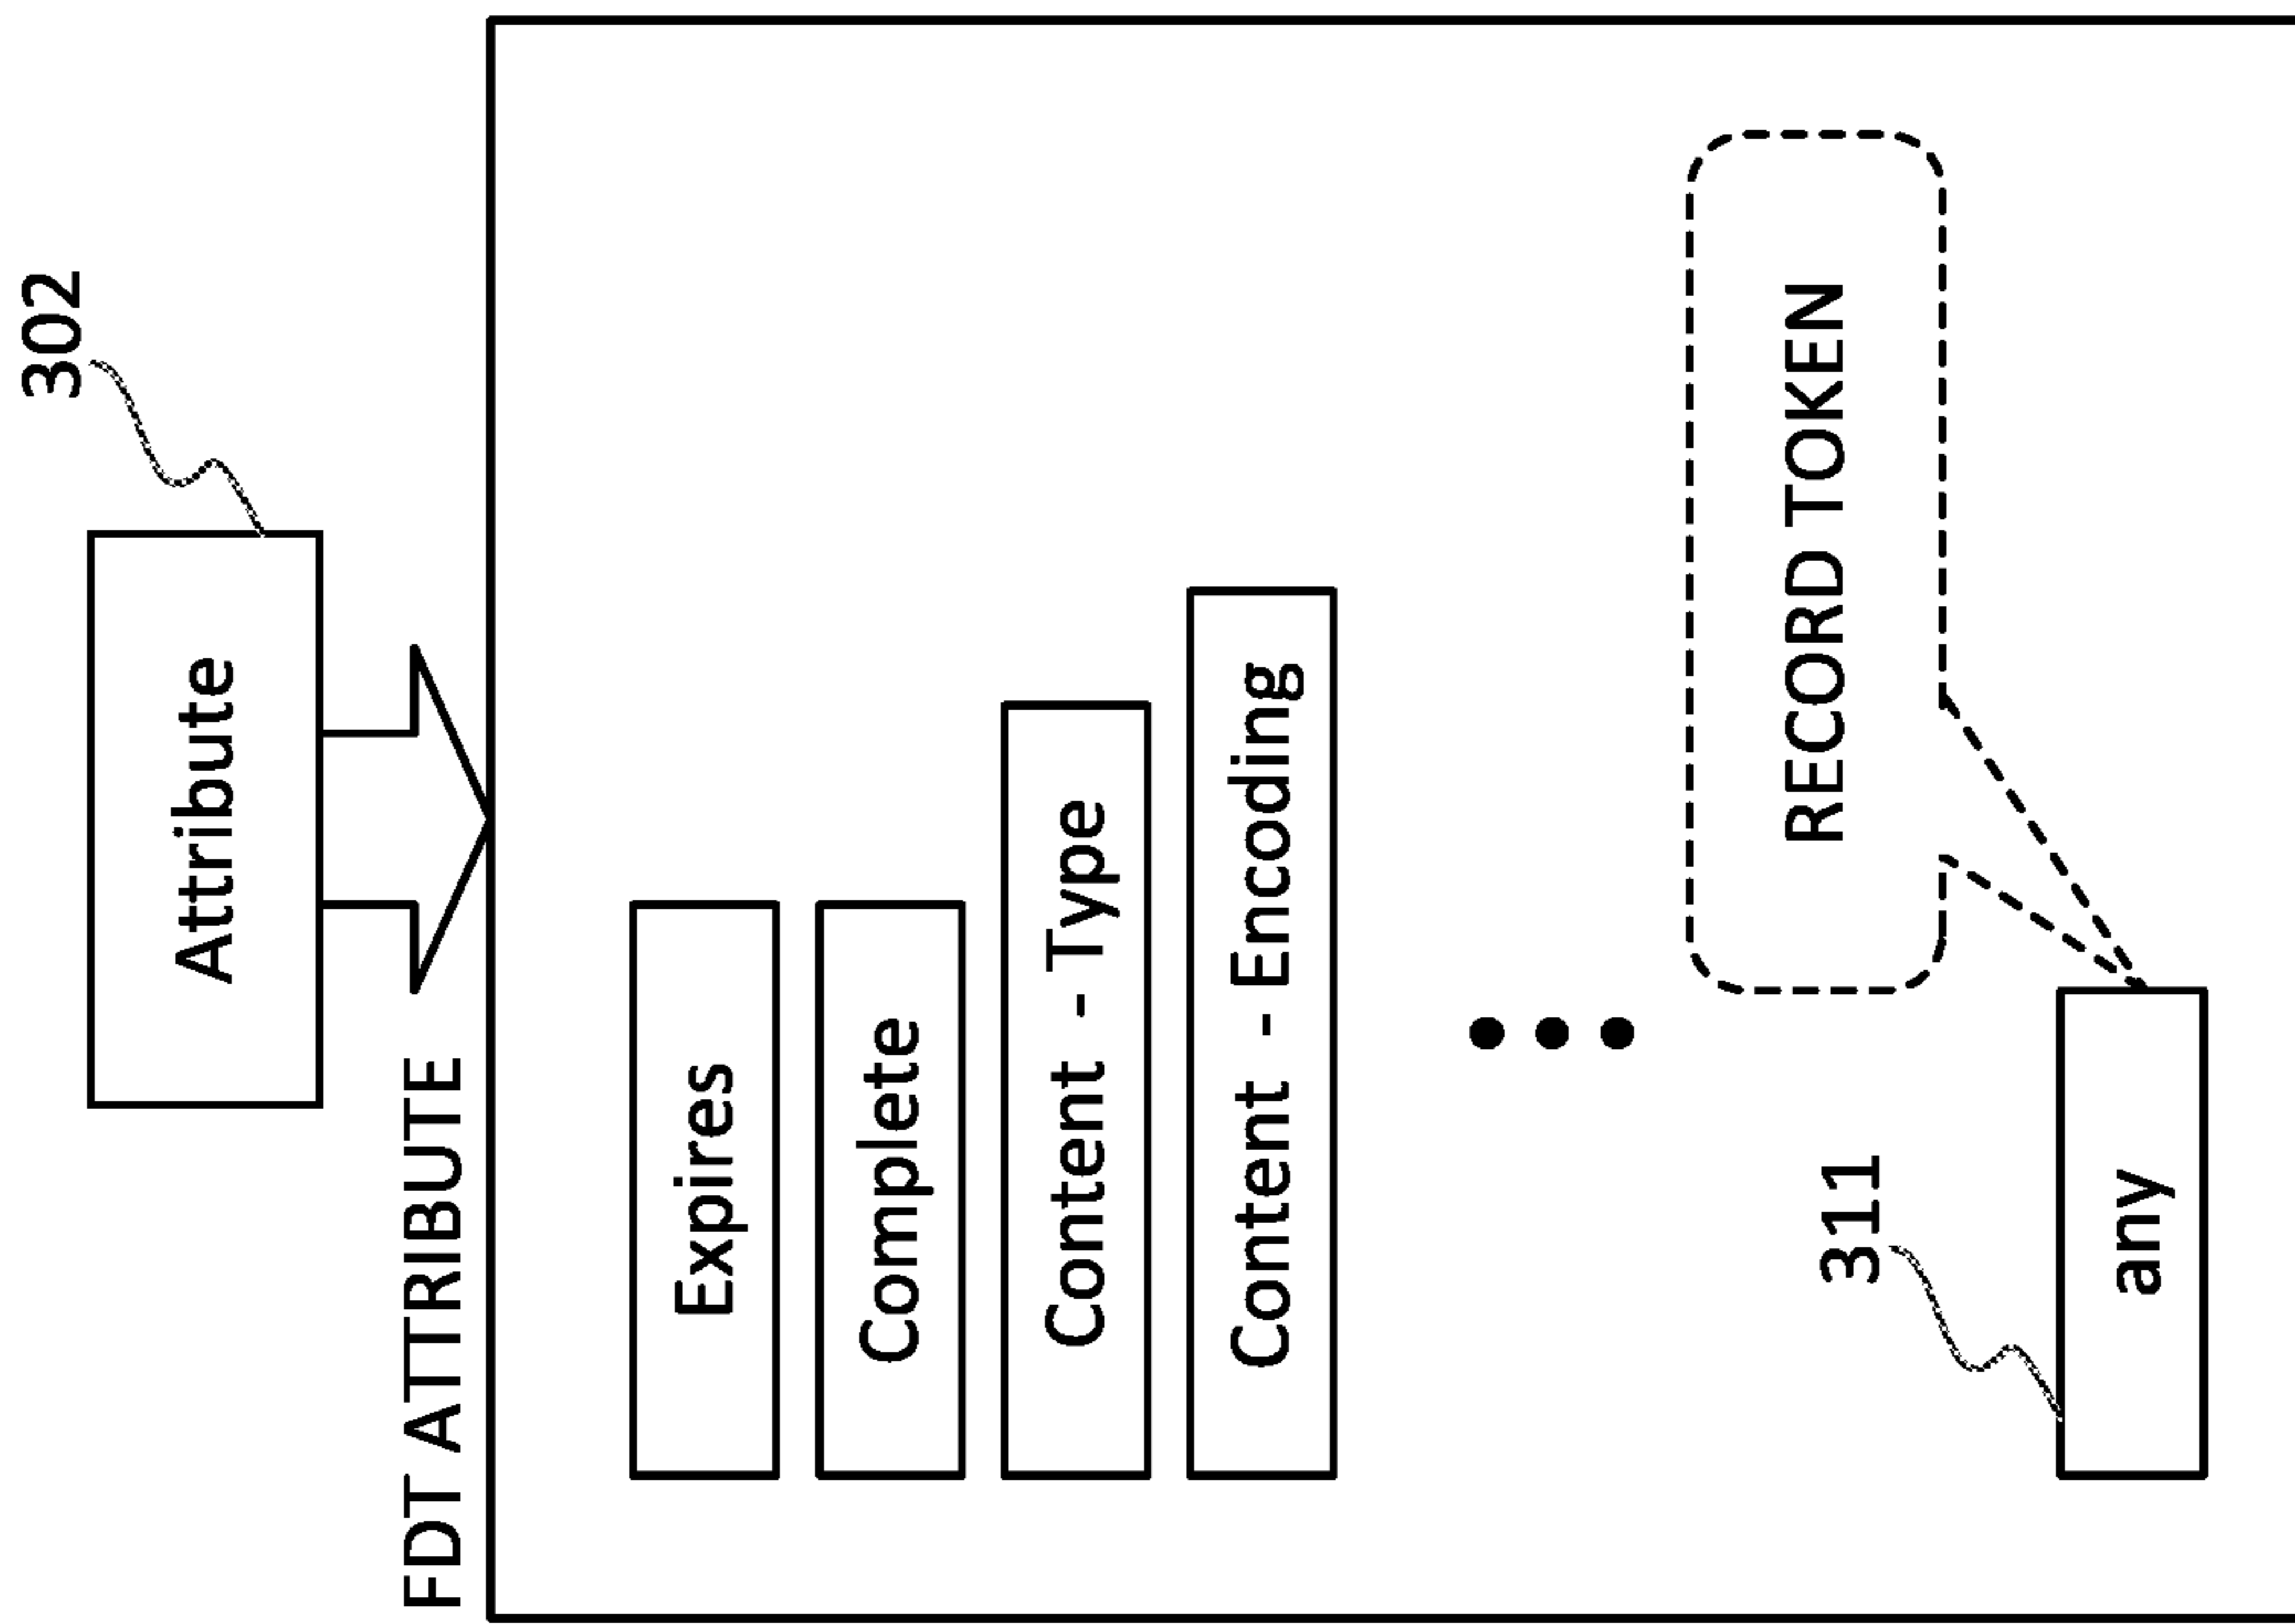 302
Attribute
FDT ATTRIBUTE
Expires
Complete
Content - Type
Content - Encoding
RECORD TOKEN
311
any